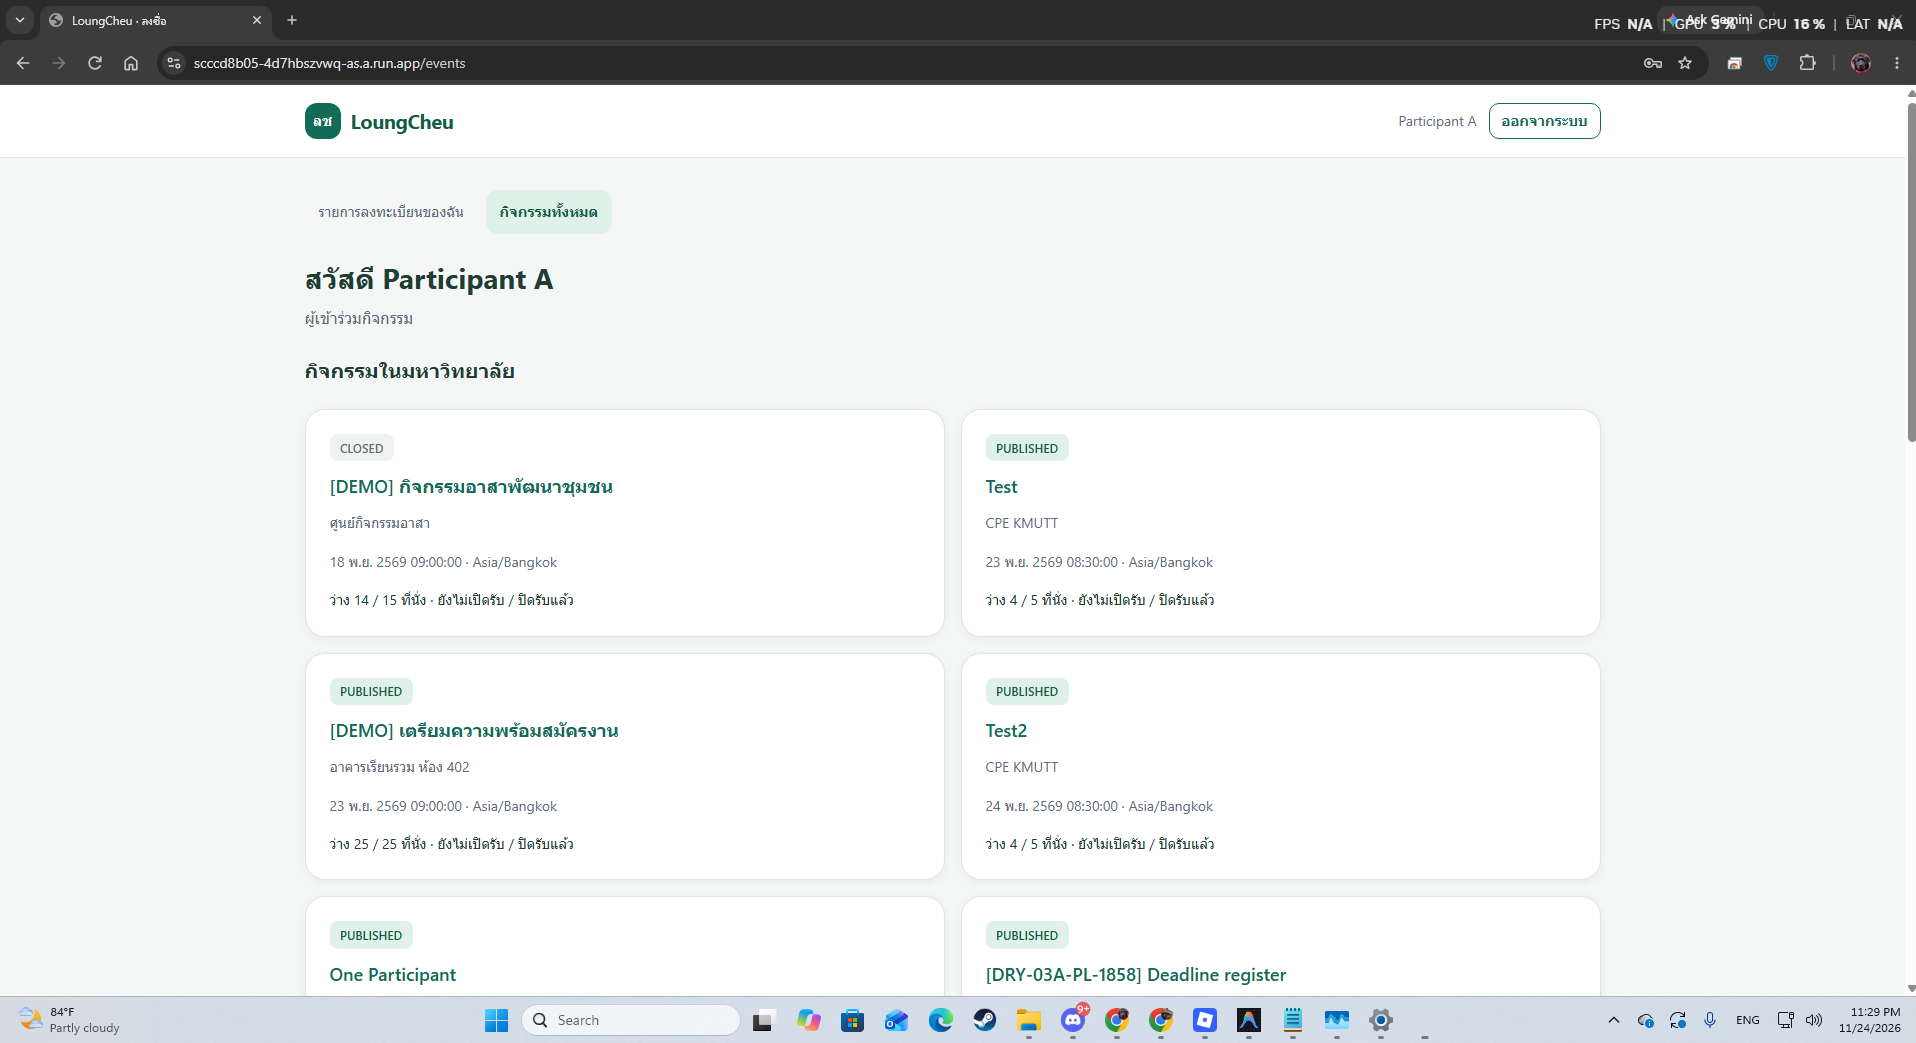 LoungCheu · ลงชื่อ
FPS N/A | GPU 3% | CPU 16% | LAT N/A
Ask Gemini
scccd8b05-4d7hbszvwq-as.a.run.app/events
ลช LoungCheu
Participant A ออกจากระบบ
รายการลงทะเบียนของฉัน กิจกรรมทั้งหมด
สวัสดี Participant A
ผู้เข้าร่วมกิจกรรม
กิจกรรมในมหาวิทยาลัย
CLOSED
[DEMO] กิจกรรมอาสาพัฒนาชุมชน
ศูนย์กิจกรรมอาสา
18 พ.ย. 2569 09:00:00 · Asia/Bangkok
ว่าง 14 / 15 ที่นั่ง · ยังไม่เปิดรับ / ปิดรับแล้ว
PUBLISHED
Test
CPE KMUTT
23 พ.ย. 2569 08:30:00 · Asia/Bangkok
ว่าง 4 / 5 ที่นั่ง · ยังไม่เปิดรับ / ปิดรับแล้ว
PUBLISHED
[DEMO] เตรียมความพร้อมสมัครงาน
อาคารเรียนรวม ห้อง 402
23 พ.ย. 2569 09:00:00 · Asia/Bangkok
ว่าง 25 / 25 ที่นั่ง · ยังไม่เปิดรับ / ปิดรับแล้ว
PUBLISHED
Test2
CPE KMUTT
24 พ.ย. 2569 08:30:00 · Asia/Bangkok
ว่าง 4 / 5 ที่นั่ง · ยังไม่เปิดรับ / ปิดรับแล้ว
PUBLISHED
One Participant
PUBLISHED
[DRY-03A-PL-1858] Deadline register
84°F
Partly cloudy
Search
9+
ENG
11:29 PM
11/24/2026